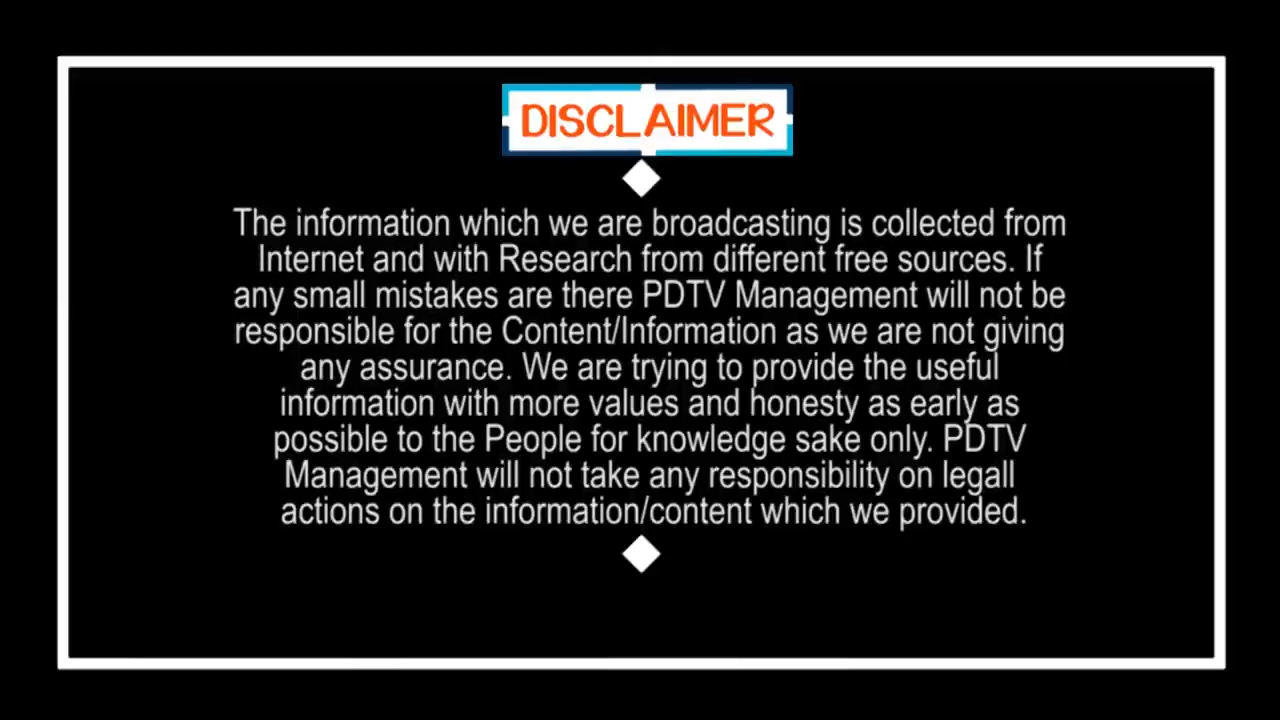 DISCLAIMER
The information which we are broadcasting is collected from
Internet and with Research from different free sources. If
any small mistakes are there PDTV Management will not be
responsible for the Content/Information as we are not giving
any assurance. We are trying to provide the useful
information with more values and honesty as early as
possible to the People for knowledge sake only. PDTV
Management will not take any responsibility on legall
actions on the information/content which we provided.